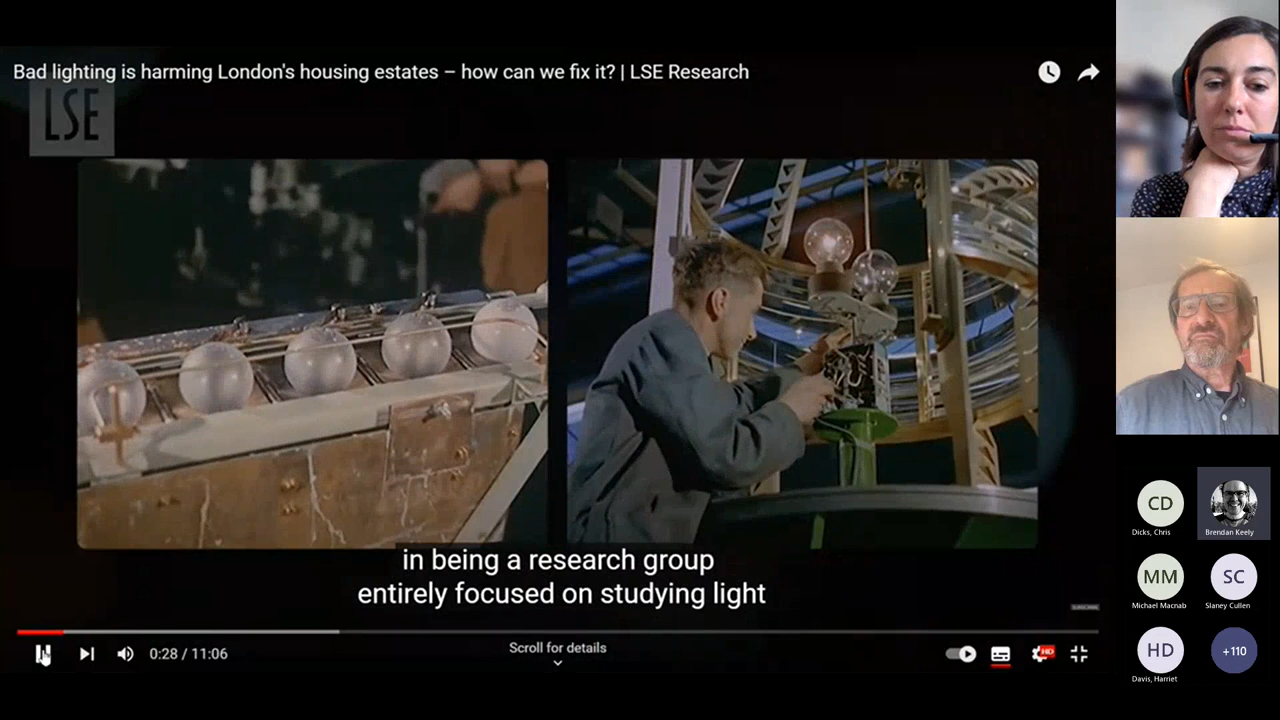 Bad lighting is harming London's housing estates – how can we fix it? | LSE Research
LSE
in being a research group
entirely focused on studying light
0:28 / 11:06
Scroll for details
HD
CD
Dicks, Chris
Brendan Keely
MM
Michael Macnab
SC
Slaney Cullen
HD
Davis, Harriet
+110